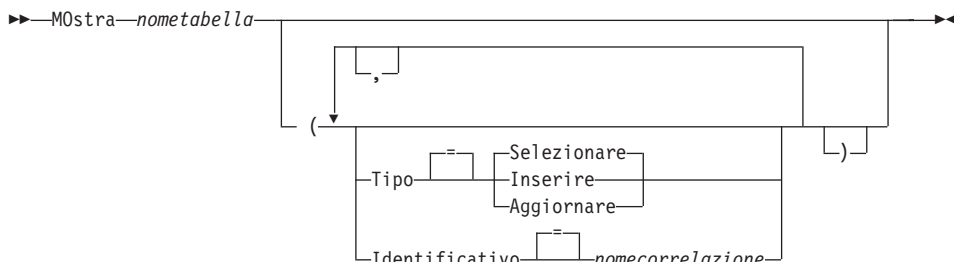 MOstra nometabella
,
(
)
=
Selezionare
Tipo
Inserire
Aggiornare
=
Identificativo nomecorrelazione